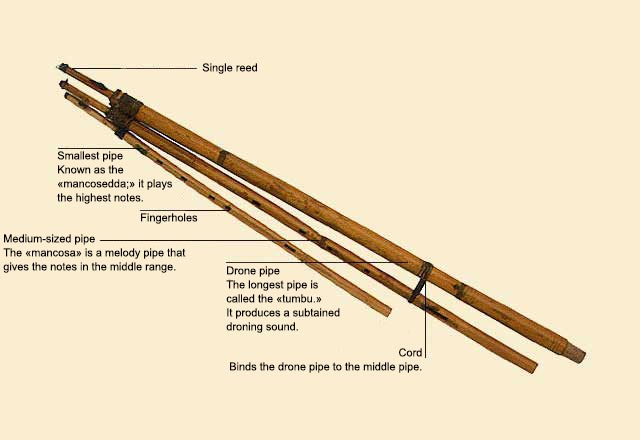 Single reed
Smallest pipe
Known as the
«mancosedda;» it plays
the highest notes.
Fingerholes
Medium-sized pipe
The «mancosa» is a melody pipe that
gives the notes in the middle range.
Drone pipe
The longest pipe is
called the «tumbu.»
It produces a subtained
droning sound.
Cord
Binds the drone pipe to the middle pipe.